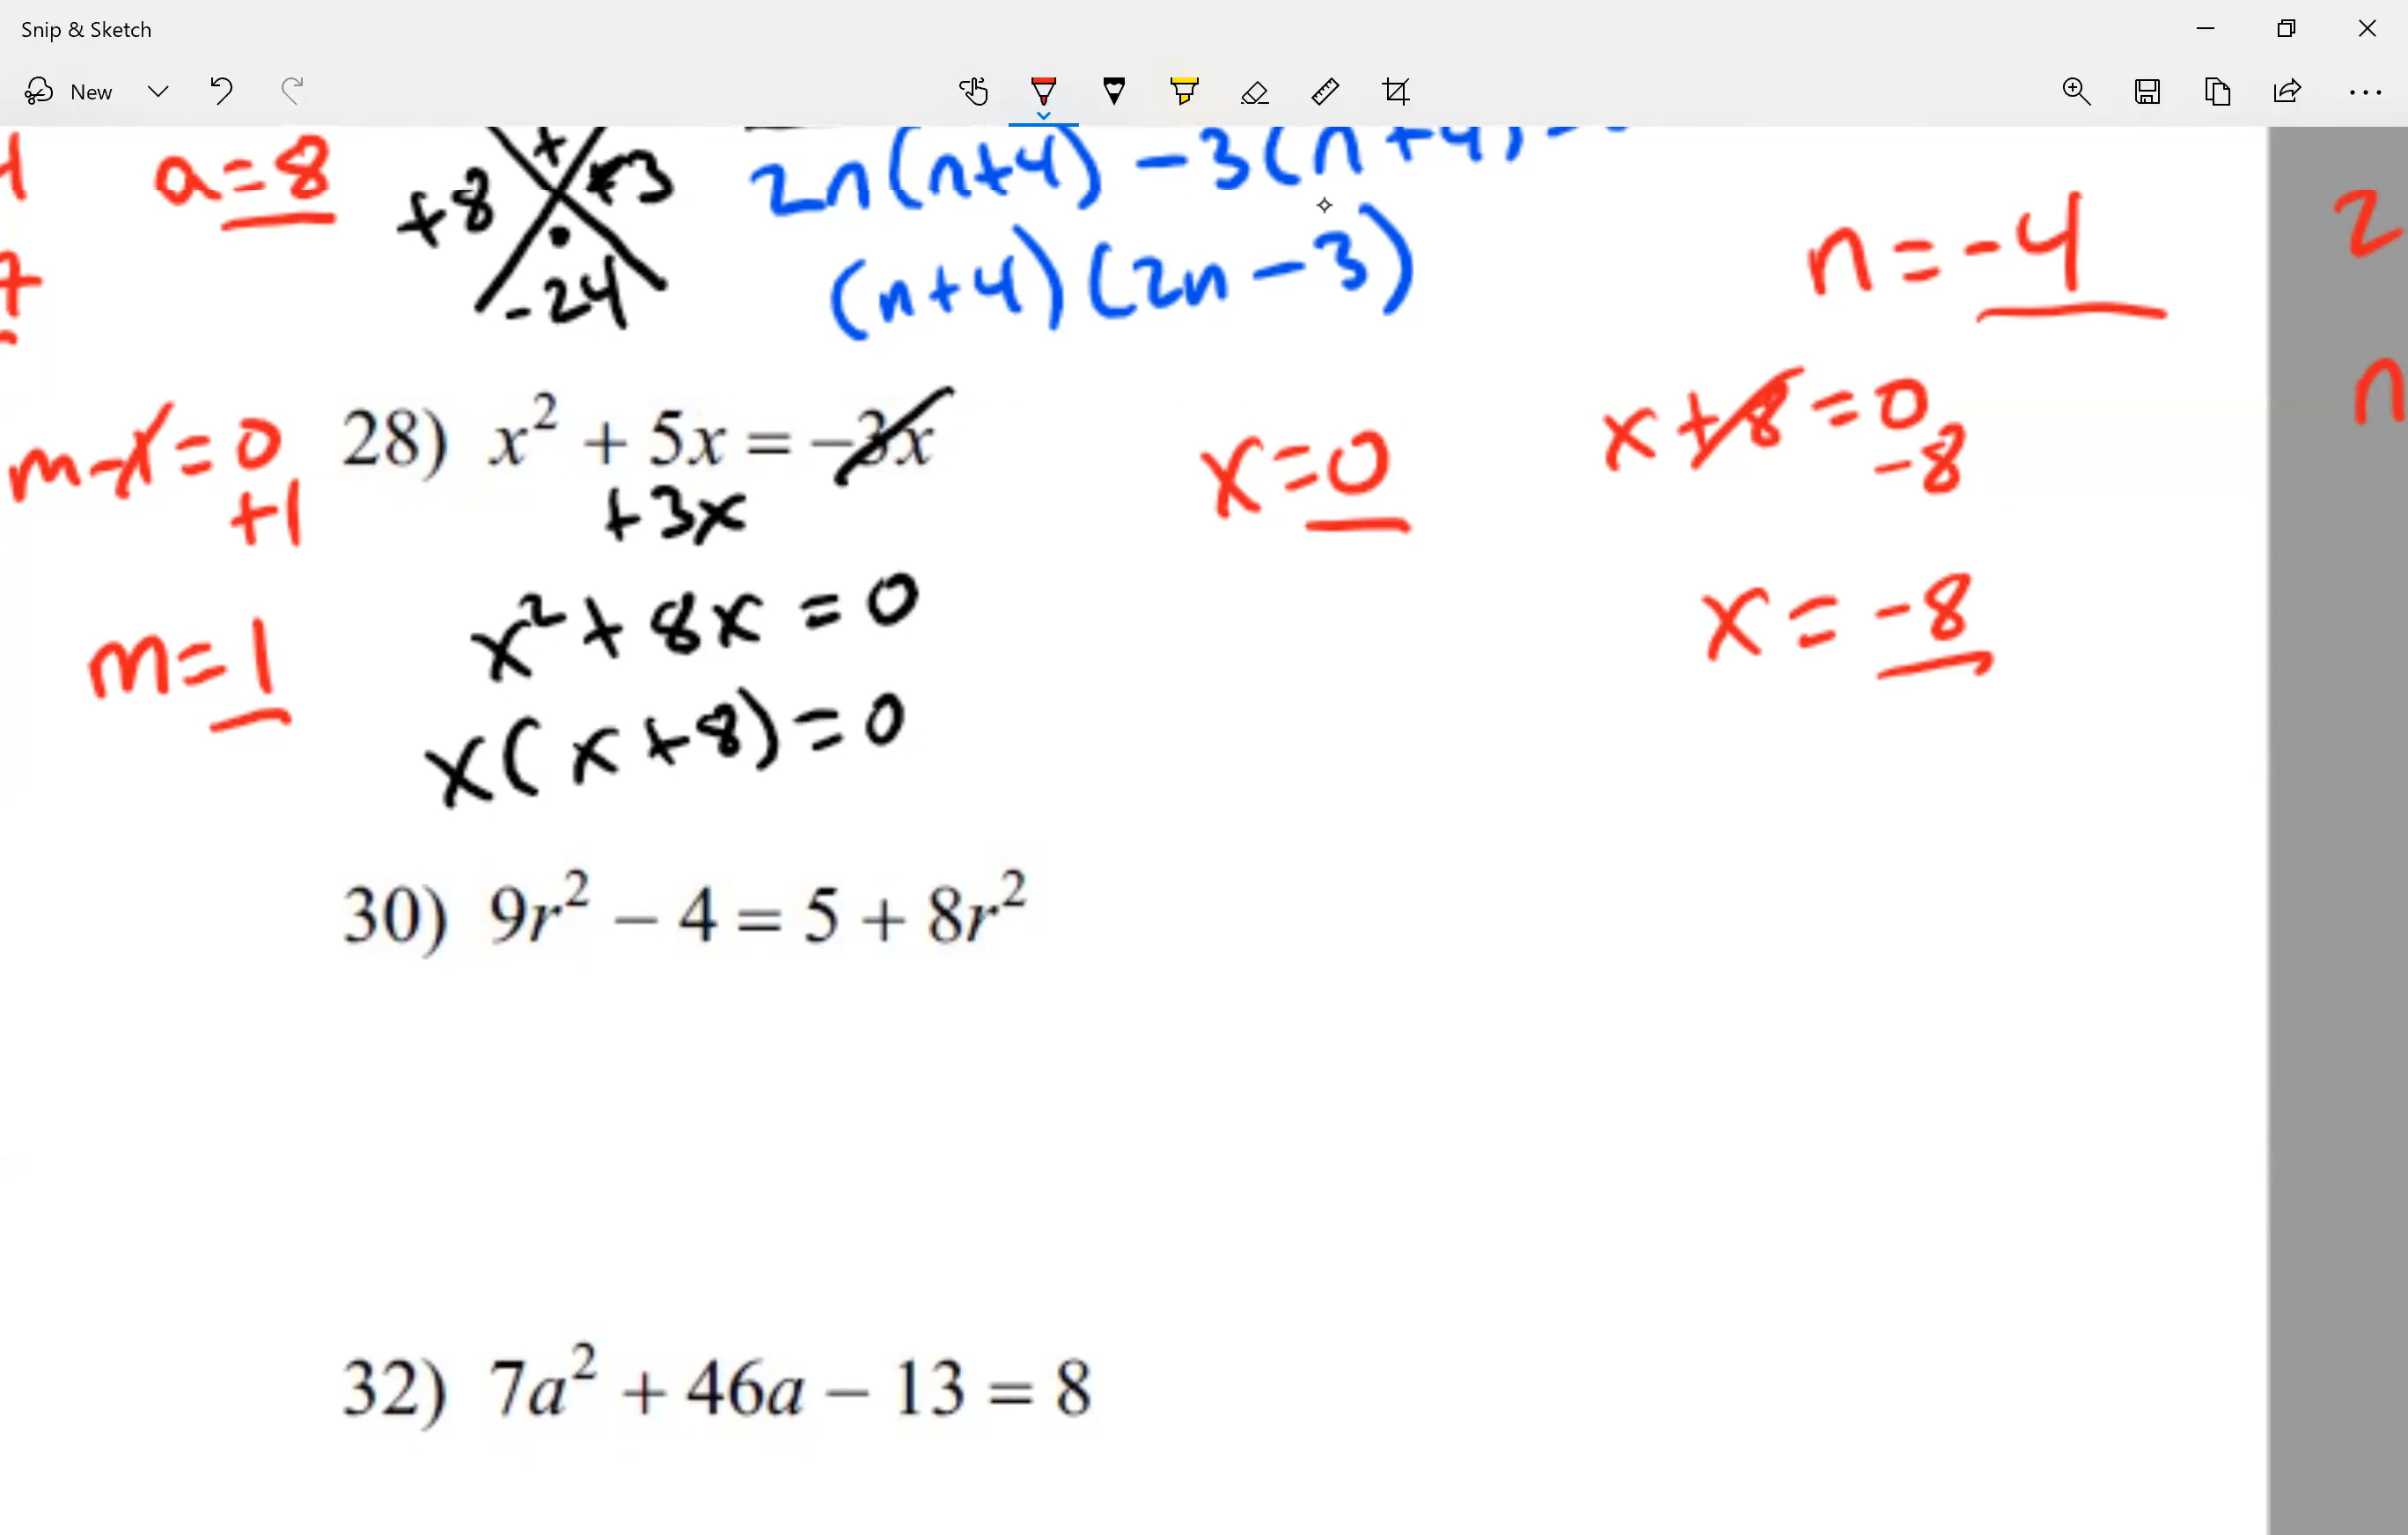 Snip & Sketch
New
a=8
+8
-24
2n(n+4) -3(n+4)
(n+4)(2n-3)
n=-4
2
n
m-1=0
+1
m=1
28) x² + 5x = -3x
+3x
x²+8x=0
x(x+8)=0
x=0
x+8=0
-8
x=-8
30) 9r² − 4 = 5 + 8r²
32) 7a² + 46a − 13 = 8